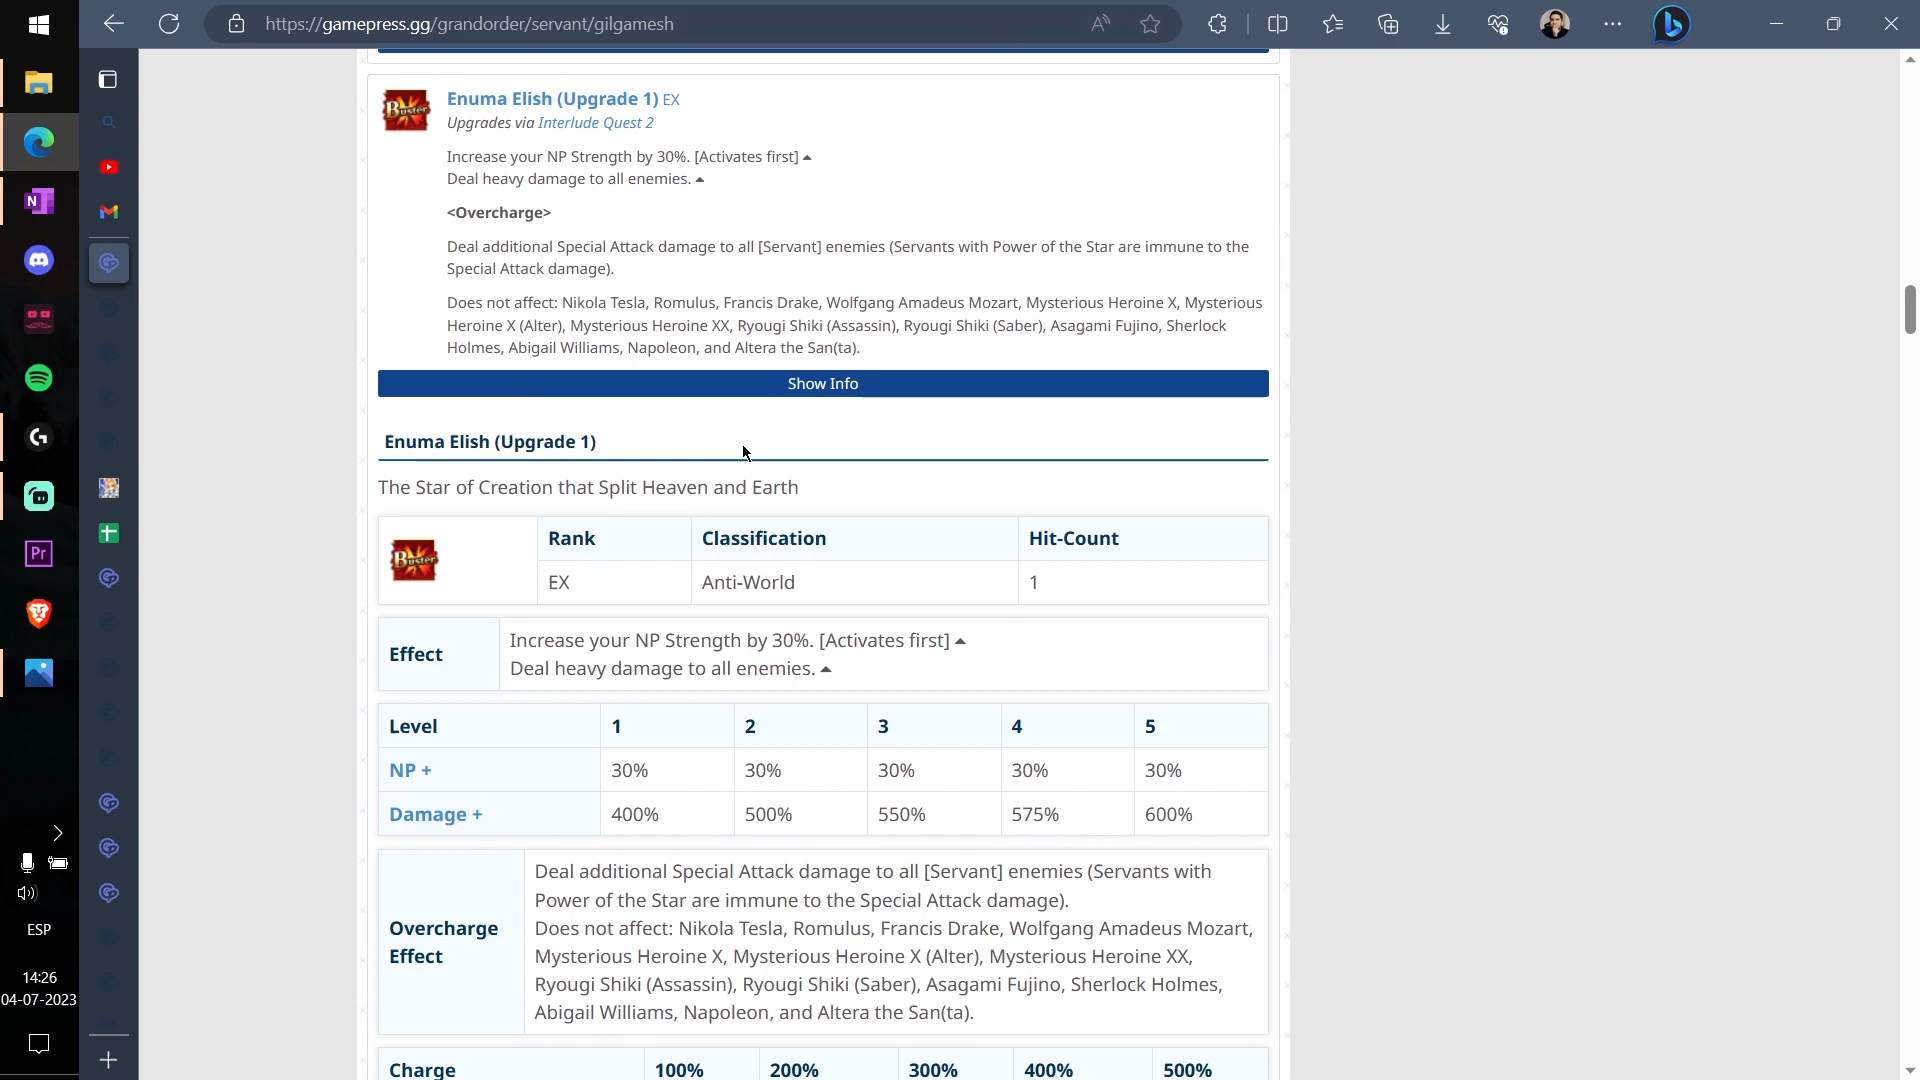 https://gamepress.gg/grandorder/servant/gilgamesh
Buster
Enuma Elish (Upgrade 1) EX
Upgrades via Interlude Quest 2
Increase your NP Strength by 30%. [Activates first]
Deal heavy damage to all enemies.
<Overcharge>
Deal additional Special Attack damage to all [Servant] enemies (Servants with Power of the Star are immune to the
Special Attack damage).
Does not affect: Nikola Tesla, Romulus, Francis Drake, Wolfgang Amadeus Mozart, Mysterious Heroine X, Mysterious
Heroine X (Alter), Mysterious Heroine XX, Ryougi Shiki (Assassin), Ryougi Shiki (Saber), Asagami Fujino, Sherlock
Holmes, Abigail Williams, Napoleon, and Altera the San(ta).
Show Info
Enuma Elish (Upgrade 1)
The Star of Creation that Split Heaven and Earth
Buster
Rank Classification Hit-Count
EX Anti-World 1
Effect
Increase your NP Strength by 30%. [Activates first]
Deal heavy damage to all enemies.
Level 1 2 3 4 5
NP + 30% 30% 30% 30% 30%
Damage + 400% 500% 550% 575% 600%
Overcharge
Effect
Deal additional Special Attack damage to all [Servant] enemies (Servants with
Power of the Star are immune to the Special Attack damage).
Does not affect: Nikola Tesla, Romulus, Francis Drake, Wolfgang Amadeus Mozart,
Mysterious Heroine X, Mysterious Heroine X (Alter), Mysterious Heroine XX,
Ryougi Shiki (Assassin), Ryougi Shiki (Saber), Asagami Fujino, Sherlock Holmes,
Abigail Williams, Napoleon, and Altera the San(ta).
Charge 100% 200% 300% 400% 500%
N
G
Pr
ESP
14:26
04-07-2023